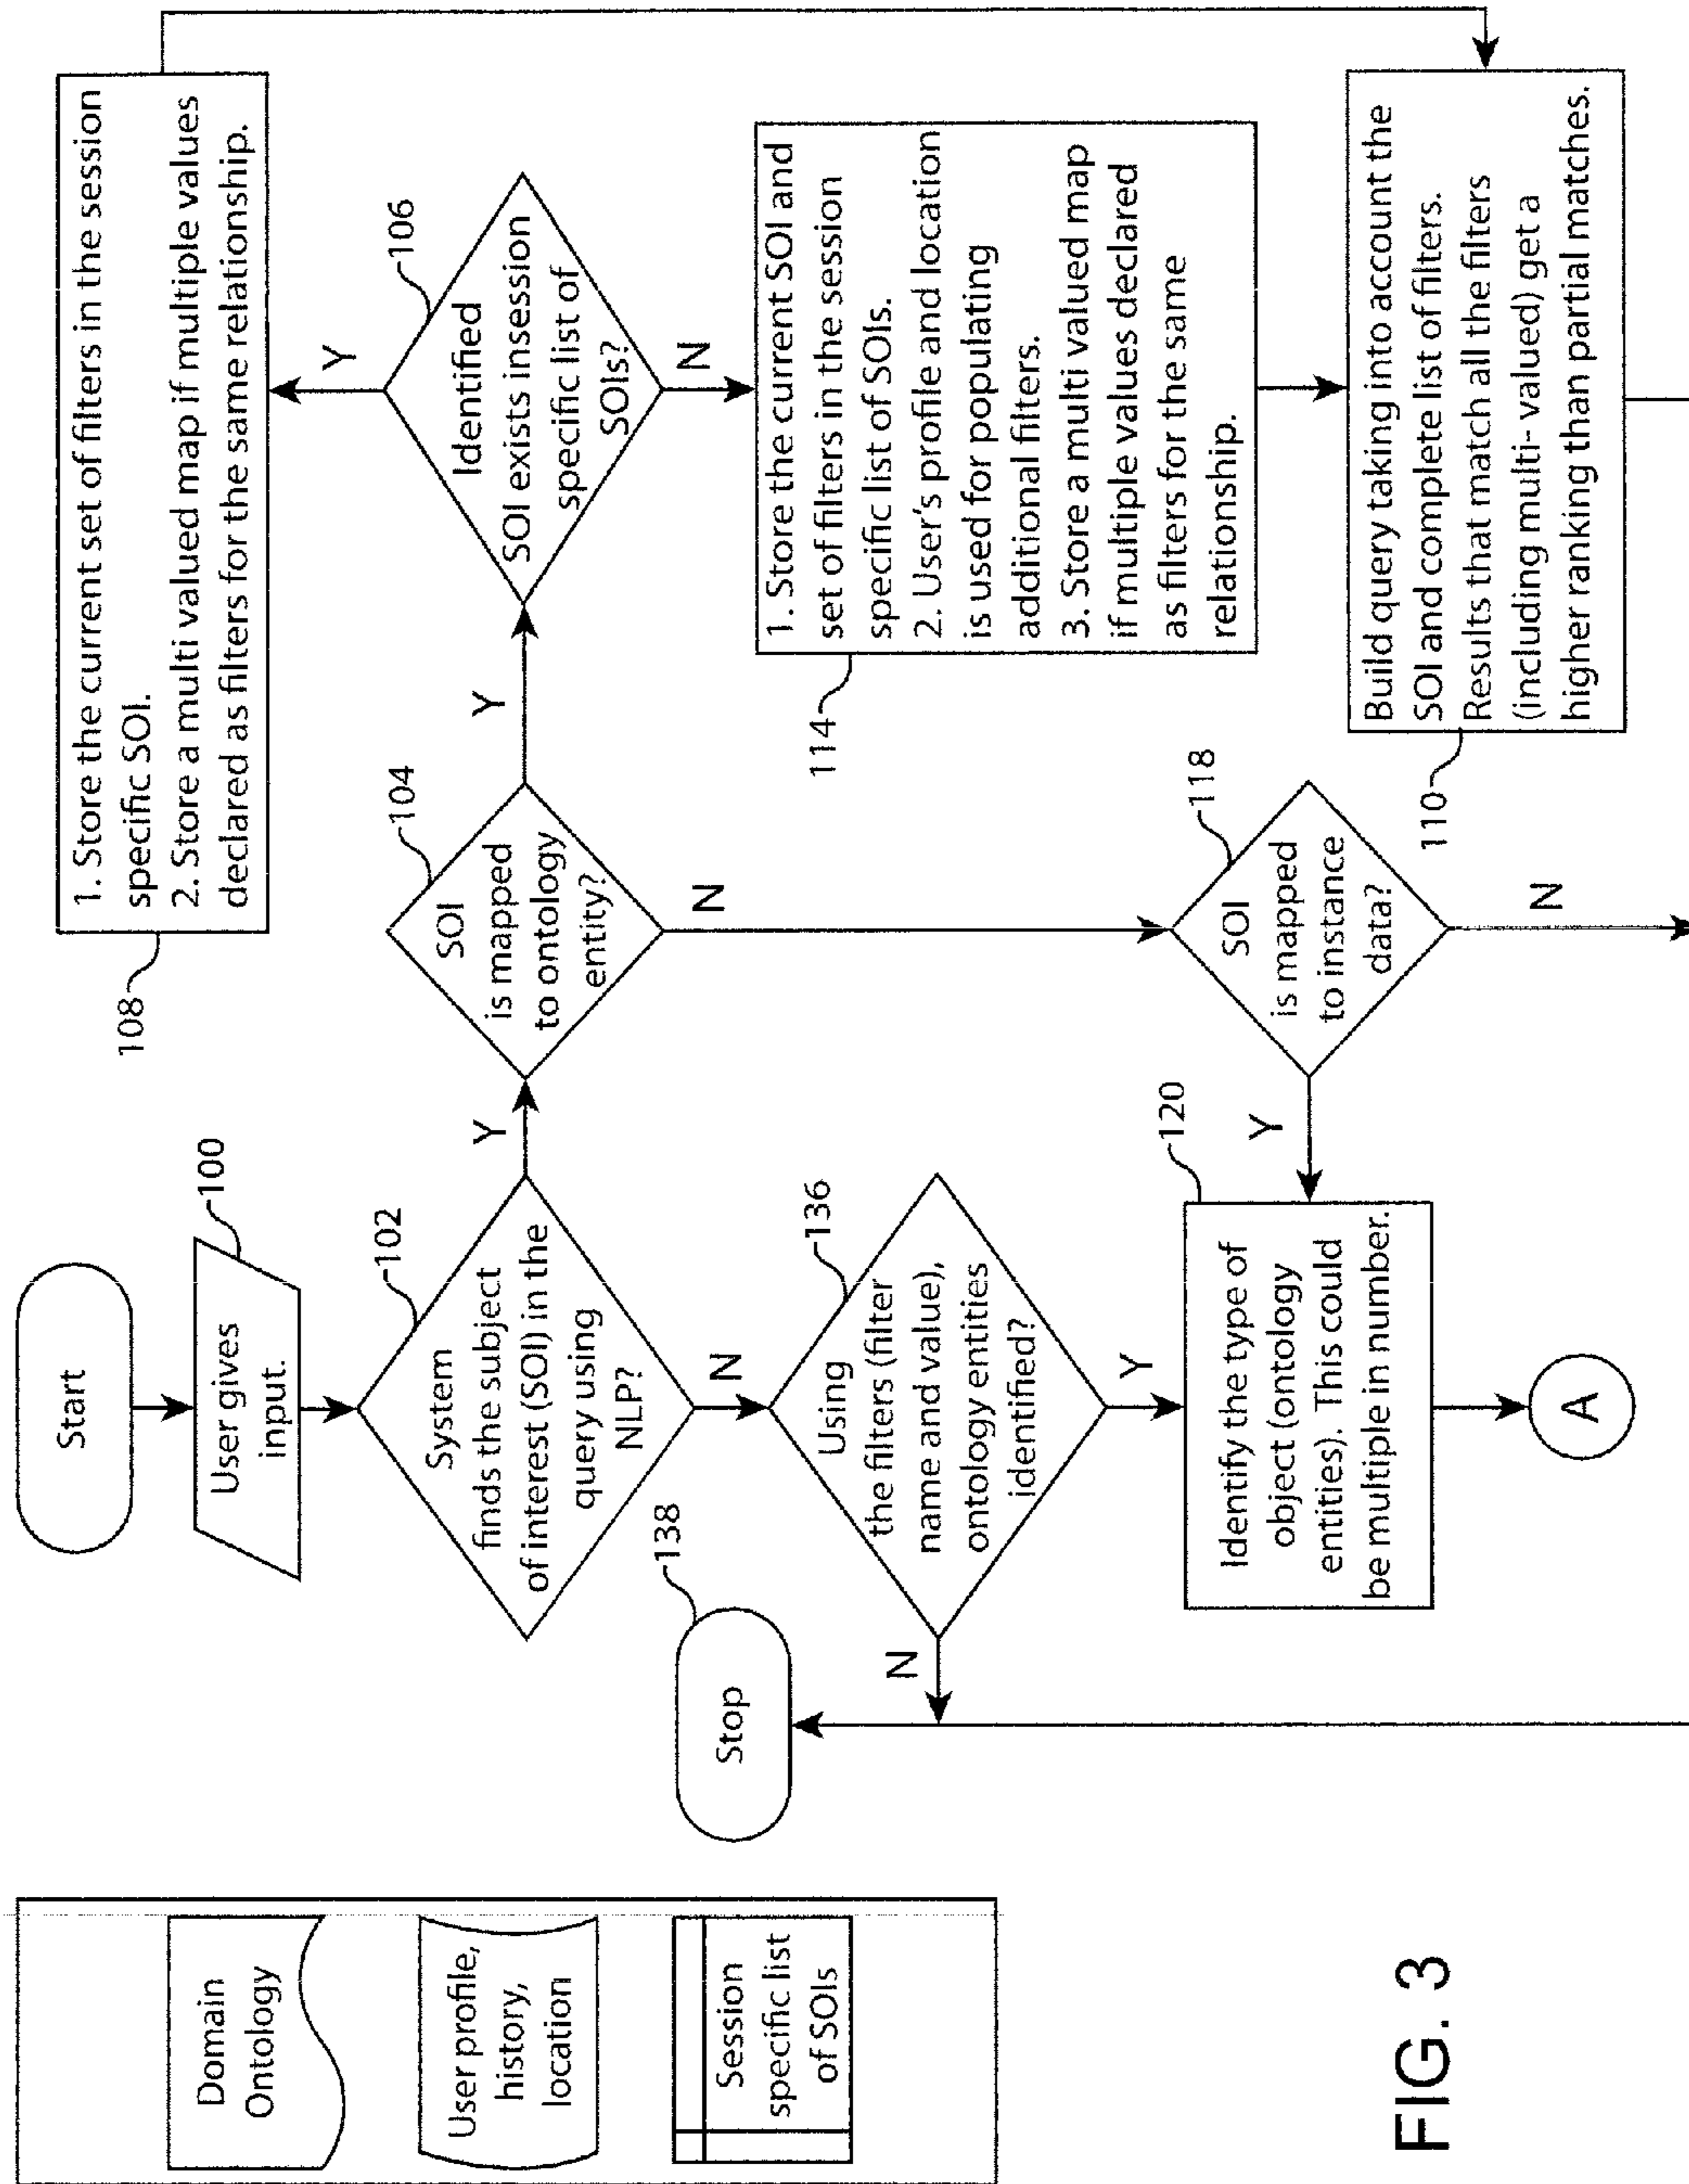 Start
User gives
input.
100
System
finds the subject
of interest (SOI) in the
query using
NLP?
102
Y
N
SOI
is mapped
to ontology
entity?
104
Y
N
Identified
SOI exists insession
specific list of
SOIs?
106
Y
N
1. Store the current set of filters in the session
specific SOI.
2. Store a multi valued map if multiple values
declared as filters for the same relationship.
108
1. Store the current SOI and
set of filters in the session
specific list of SOIs.
2. User's profile and location
is used for populating
additional filters.
3. Store a multi valued map
if multiple values declared
as filters for the same
relationship.
114
Build query taking into account the
SOI and complete list of filters.
Results that match all the filters
(including multi- valued) get a
higher ranking than partial matches.
110
SOI
is mapped
to instance
data?
118
Y
N
Using
the filters (filter
name and value),
ontology entities
identified?
136
N
Y
Stop
138
Identify the type of
object (ontology
entities). This could
be multiple in number.
120
A
Domain
Ontology
User profile,
history,
location
Session
specific list
of SOIs
FIG. 3